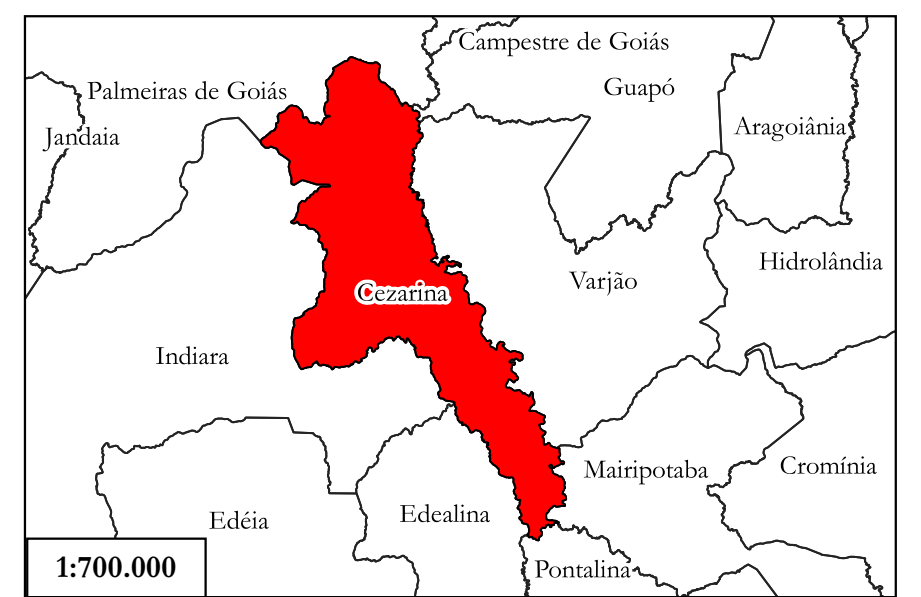 Campestre de Goiás
Palmeiras de Goiás
Guapó
Jandaia
Aragoiânia
Hidrolândia
Varjão
Cezarina
Indiara
Mairipotaba
Cromínia
Edealina
Edéia
Pontalina
1:700.000